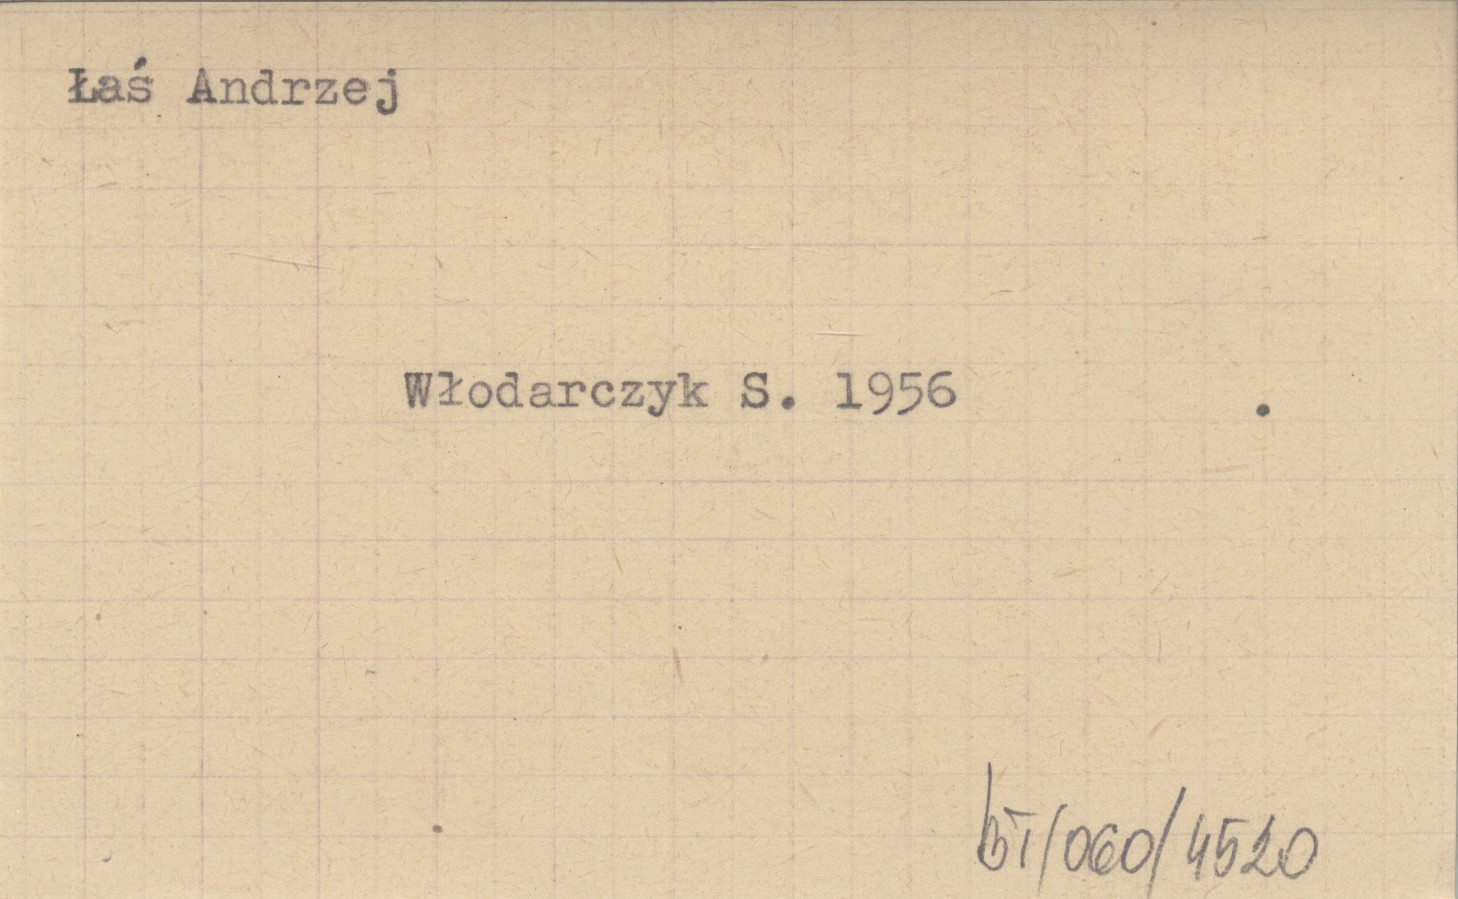 Łaś Andrzej
Włodarczyk S. 1956 .
bT/060/4520